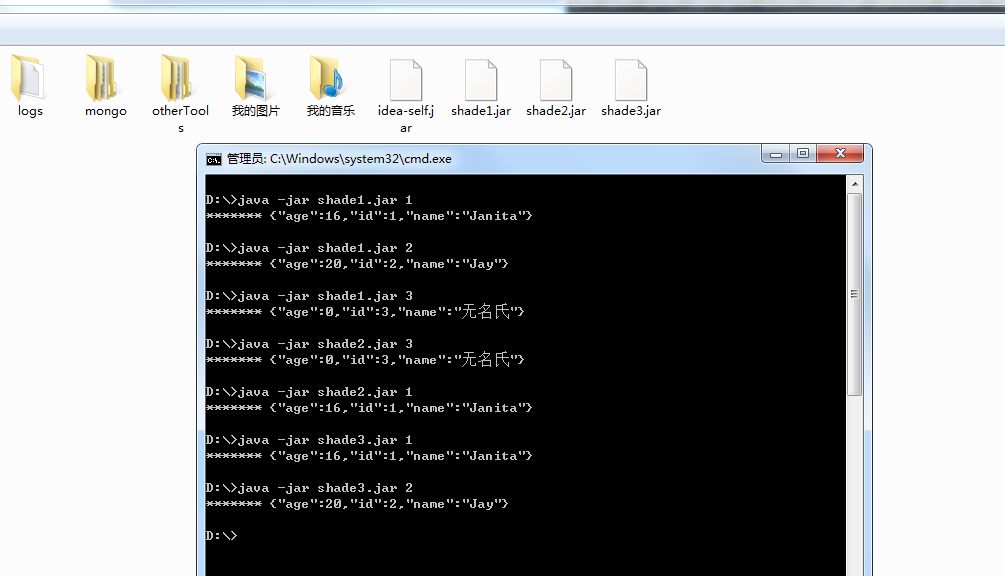 logs
mongo
otherTool
s
我的图片
我的音乐
idea-self.j
ar
shade1.jar
shade2.jar
shade3.jar
管理员: C:\Windows\system32\cmd.exe
D:\>java -jar shade1.jar 1
******* {"age":16,"id":1,"name":"Janita"}
D:\>java -jar shade1.jar 2
******* {"age":20,"id":2,"name":"Jay"}
D:\>java -jar shade1.jar 3
******* {"age":0,"id":3,"name":"无名氏"}
D:\>java -jar shade2.jar 3
******* {"age":0,"id":3,"name":"无名氏"}
D:\>java -jar shade2.jar 1
******* {"age":16,"id":1,"name":"Janita"}
D:\>java -jar shade3.jar 1
******* {"age":16,"id":1,"name":"Janita"}
D:\>java -jar shade3.jar 2
******* {"age":20,"id":2,"name":"Jay"}
D:\>